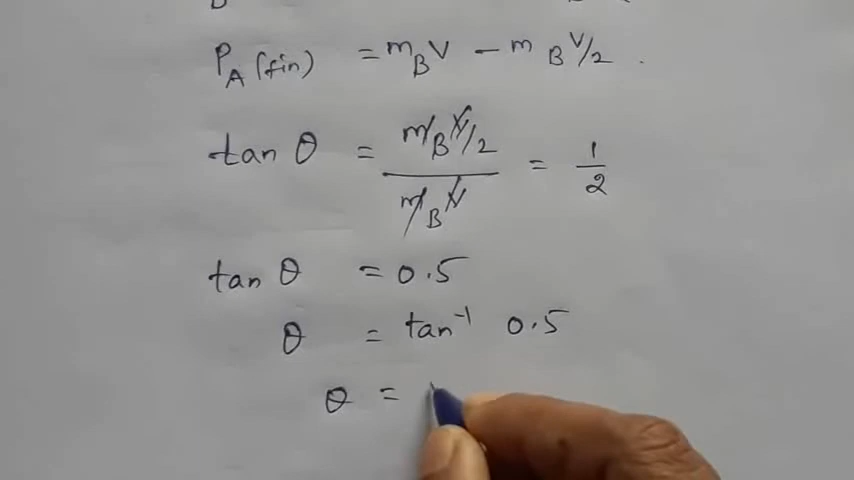 P_A (fin) = m_B V - m_B V/2 .
tan θ = (m_B V/2) / (m_B V) = 1/2
tan θ = 0.5
θ = tan⁻¹ 0.5
θ =